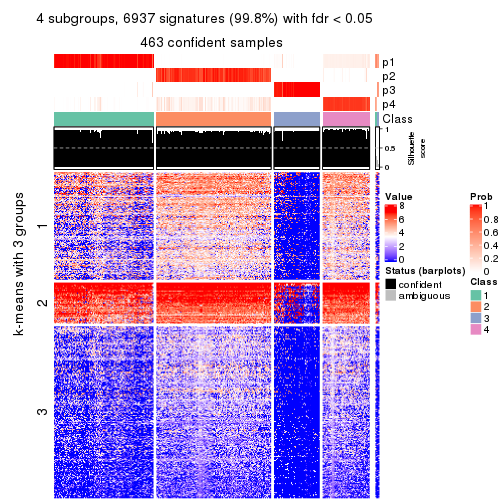 4 subgroups, 6937 signatures (99.8%) with fdr < 0.05
463 confident samples
p1
p2
p3
p4
Class
1
0.5
0
Silhouette
score
k-means with 3 groups
1
2
3
Value
8
6
4
2
0
Status (barplots)
confident
ambiguous
Prob
1
0.8
0.6
0.4
0.2
0
Class
1
2
3
4